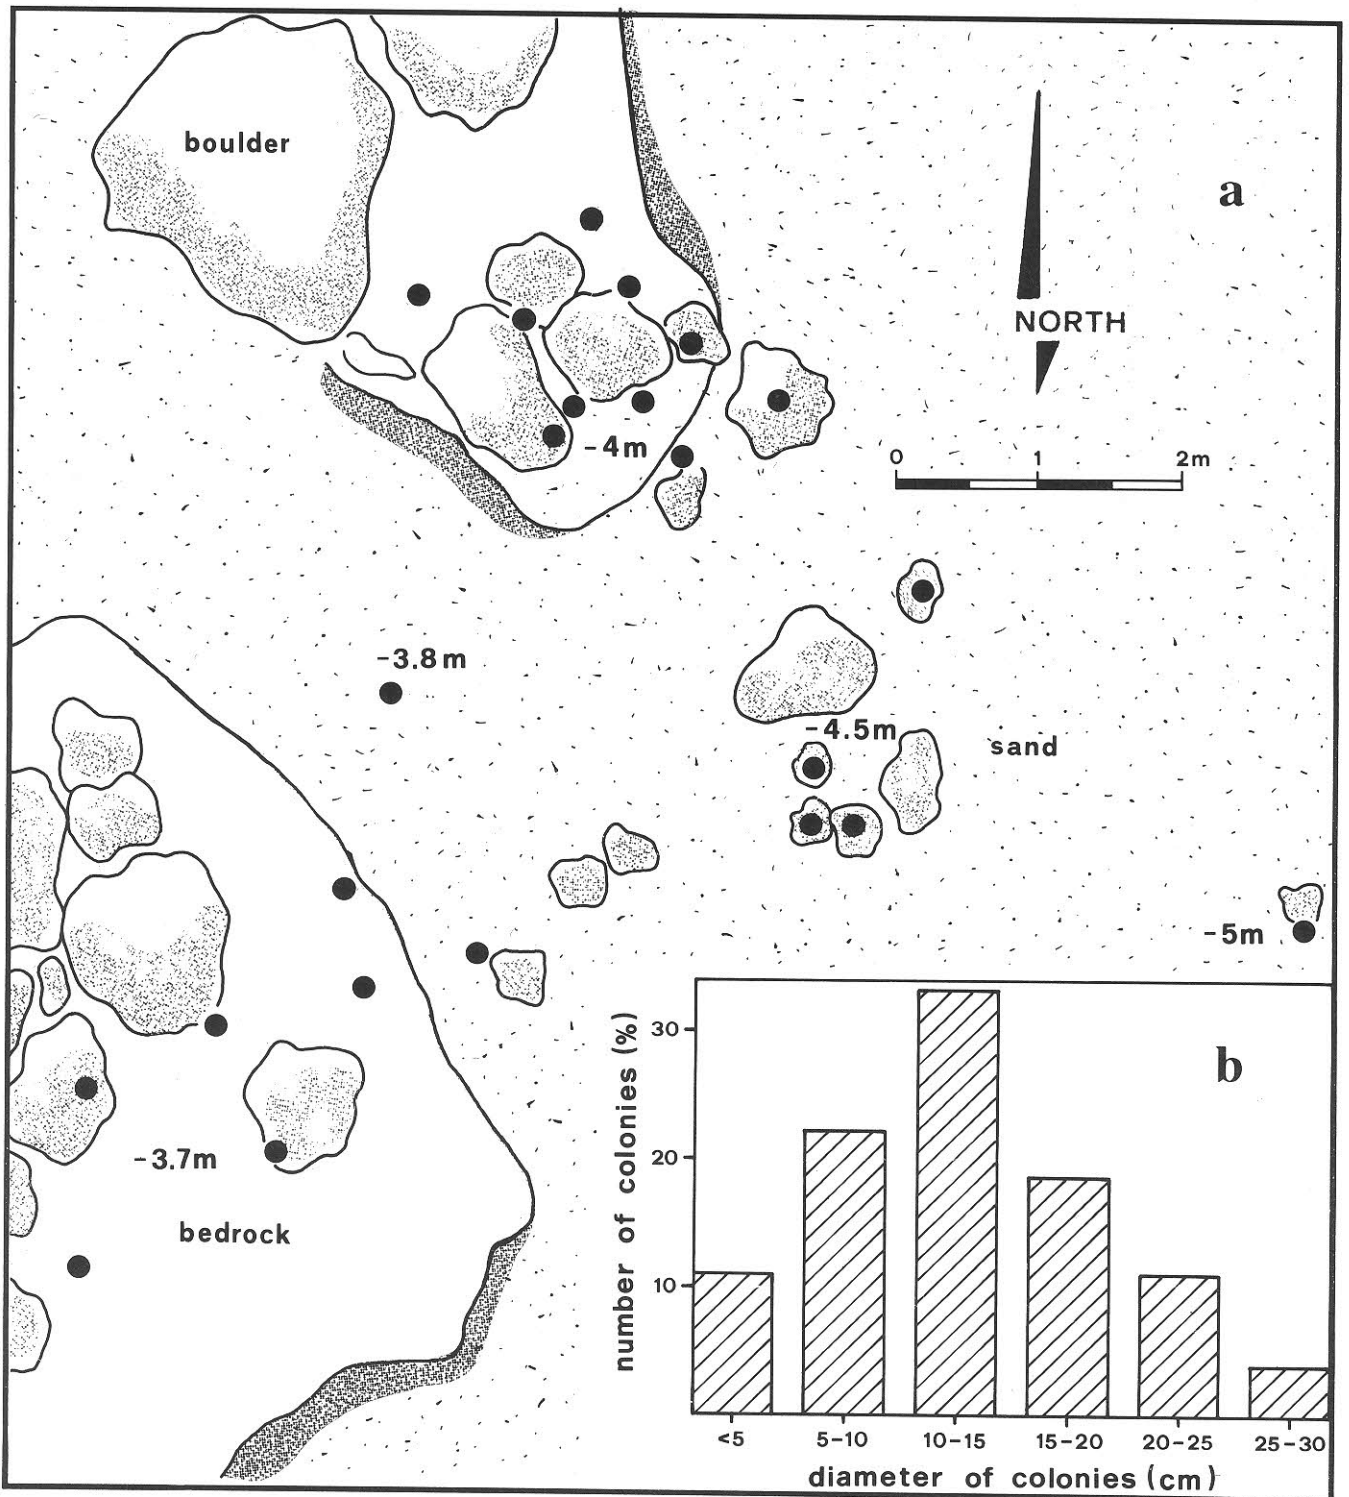 boulder
a
NORTH
-4m
0 1 2m
-3.8m
-4.5m
sand
-5m
-3.7m
bedrock
b
number of colonies (%)
30
20
10
<5 5-10 10-15 15-20 20-25 25-30
diameter of colonies (cm)